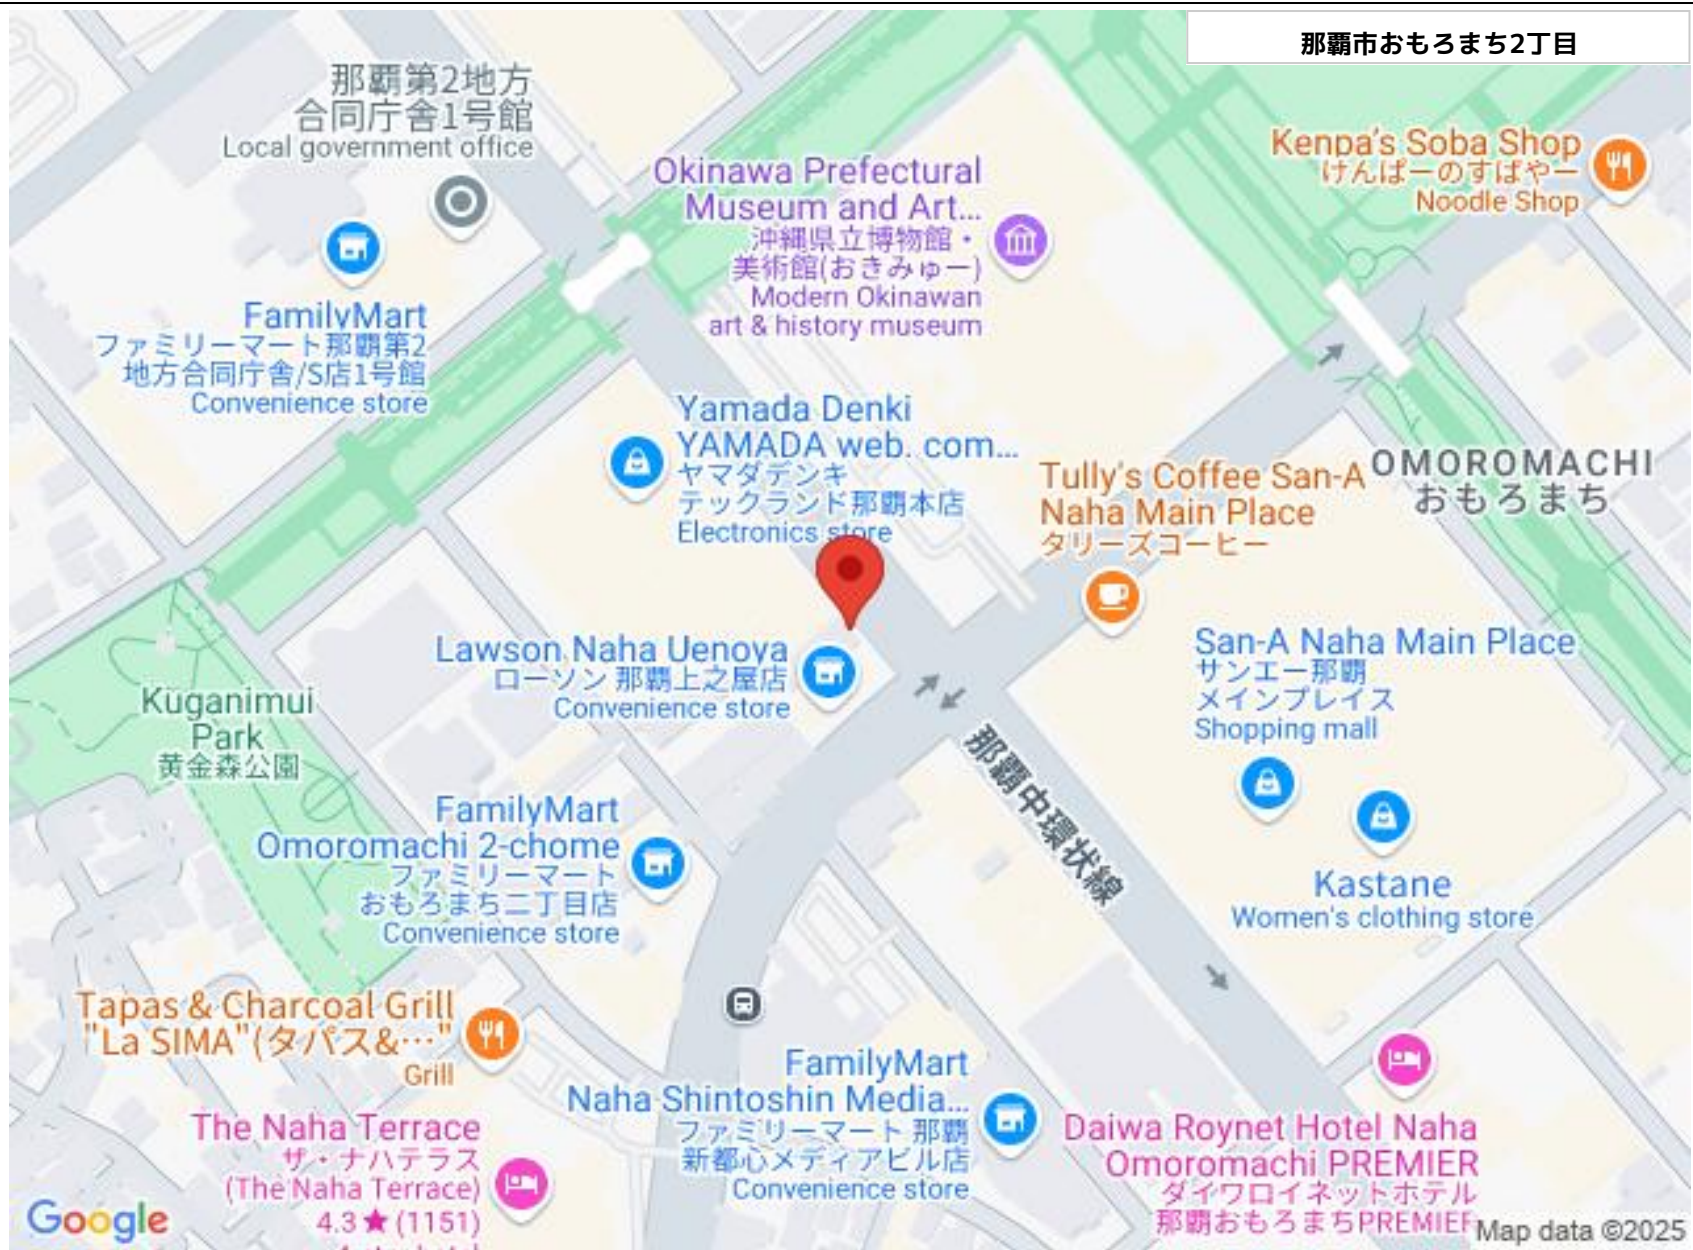 那覇市おもろまち2丁目
那覇第2地方
合同庁舎1号館
Local government office
Kenpa's Soba Shop
けんぱーのすばやー
Noodle Shop
Okinawa Prefectural
Museum and Art...
沖縄県立博物館・
美術館(おきみゅー)
Modern Okinawan
art & history museum
FamilyMart
ファミリーマート那覇第2
地方合同庁舎/S店1号館
Convenience store
Yamada Denki
YAMADA web. com...
ヤマダデンキ
テックランド那覇本店
Electronics store
Tully's Coffee San-A
Naha Main Place
タリーズコーヒー
OMOROMACHI
おもろまち
Lawson Naha Uenoya
ローソン 那覇上之屋店
Convenience store
San-A Naha Main Place
サンエー那覇
メインプレイス
Shopping mall
Kuganimui
Park
黄金森公園
那覇中環状線
FamilyMart
Omoromachi 2-chome
ファミリーマート
おもろまち二丁目店
Convenience store
Kastane
Women's clothing store
Tapas & Charcoal Grill
"La SIMA"(タパス&…"
Grill
FamilyMart
Naha Shintoshin Media...
ファミリーマート 那覇
新都心メディアビル店
Convenience store
The Naha Terrace
ザ・ナハテラス
(The Naha Terrace)
4.3★(1151)
Daiwa Roynet Hotel Naha
Omoromachi PREMIER
ダイワロイネットホテル
那覇おもろまちPREMIER
Google
Map data ©2025